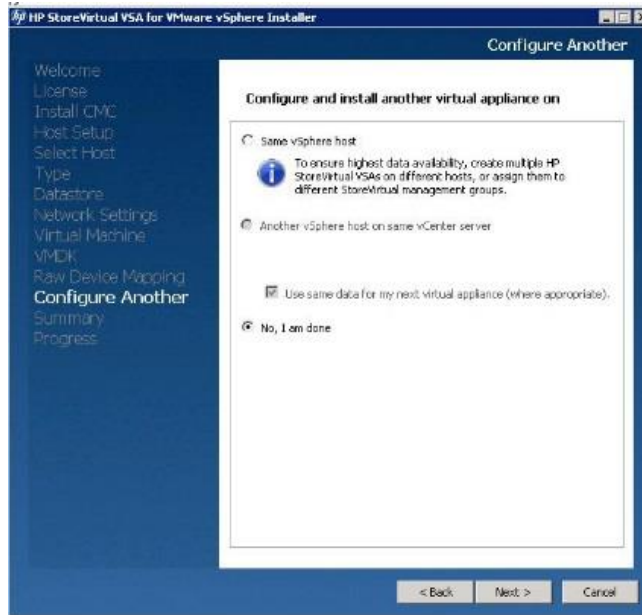 HP StoreVirtual VSA for VMware vSphere Installer
Configure Another
Welcome
License
Install CMC
Host Setup
Select Host
Type
Datastore
Network Settings
Virtual Machine
VMDK
Raw Device Mapping
Configure Another
Summary
Progress
Configure and install another virtual appliance on
Same vSphere host
To ensure highest data availability, create multiple HP
StoreVirtual VSAs on different hosts, or assign them to
different StoreVirtual management groups.
Another vSphere host on same vCenter server
Use same data for my next virtual appliance (where appropriate).
No, I am done
< Back
Next >
Cancel